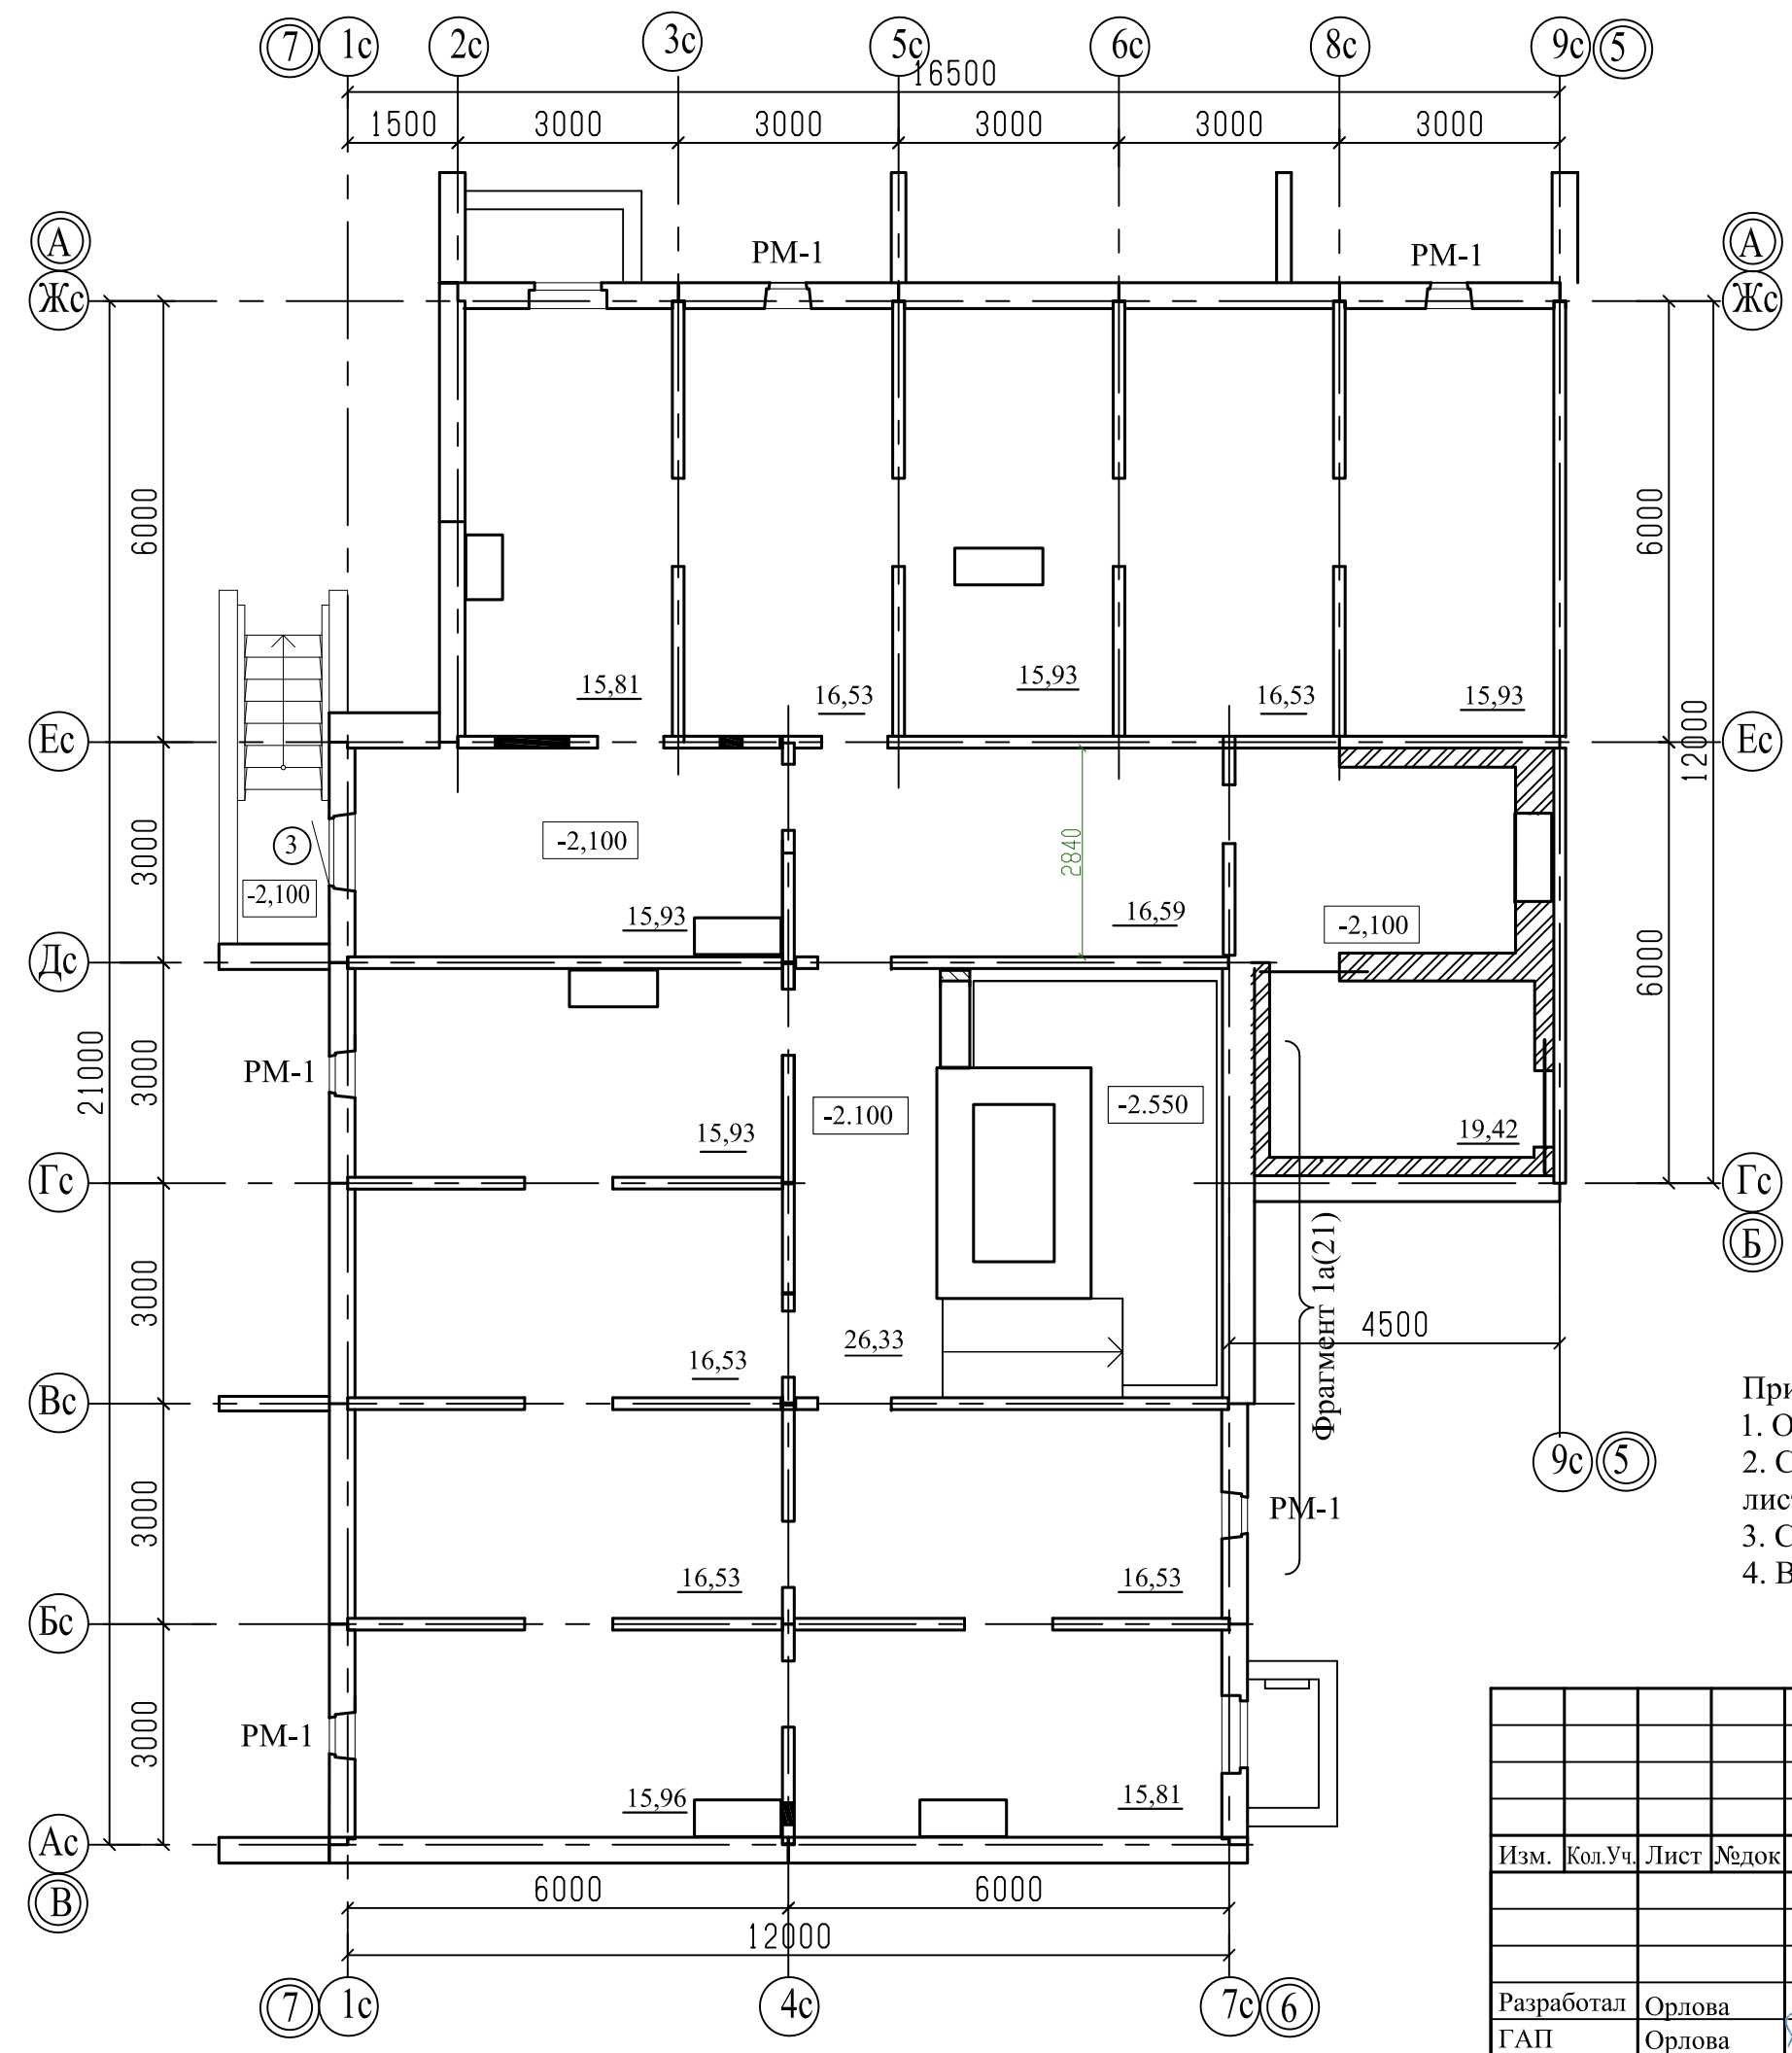 7 1с 2с 3с 5с 6с 8с 9с 5
16500
1500 3000 3000 3000 3000 3000
А А
РМ-1 РМ-1
Жс Жс
6000 6000
15,81 16,53 15,93 16,53 15,93
12000
Ес Ес
3000 3 -2,100 2840
-2,100 15,93 16,59 -2,100
Дс 6000
21000 3000 РМ-1 -2.100 -2.550
15,93 19,42
Гс Гс
Б
3000 Фрагмент 1а(21)
16,53 26,33 4500
Вс
9с 5
При
1. О
2. С
лис
3. С
4. В
3000 РМ-1
16,53 16,53
Бс
3000 РМ-1
15,96 15,81
Ас
В
6000 6000
12000
7 1с 4с 7с 6
Изм. Кол.Уч. Лист №док
Разработал Орлова
ГАП Орлова